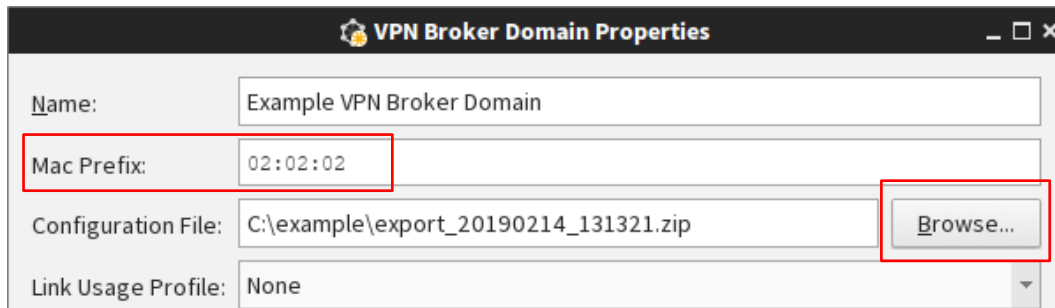 VPN Broker Domain Properties
Name: Example VPN Broker Domain
Mac Prefix: 02:02:02
Configuration File: C:\example\export_20190214_131321.zip Browse...
Link Usage Profile: None